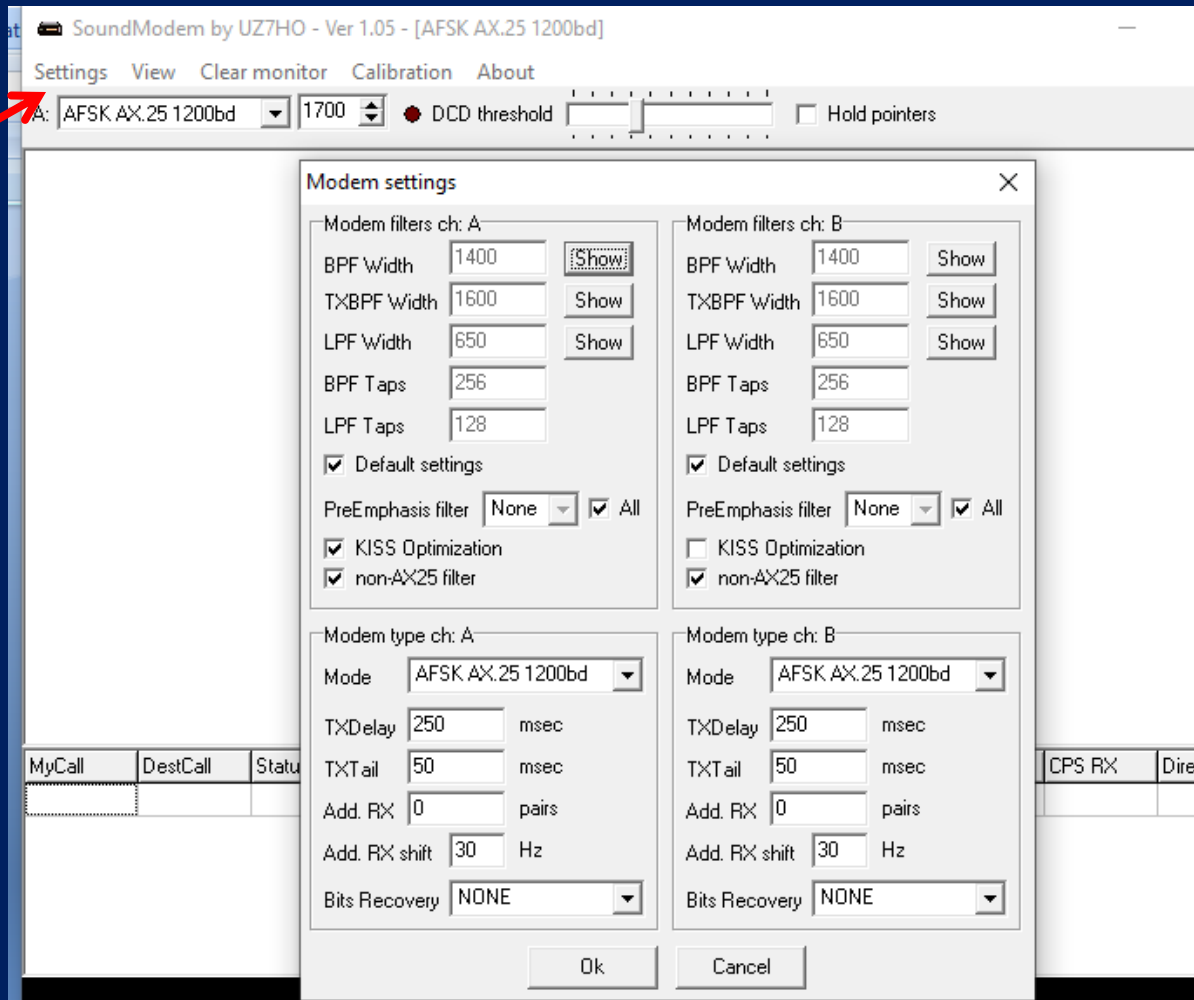 at
SoundModem by UZ7HO - Ver 1.05 - [AFSK AX.25 1200bd]
Settings View Clear monitor Calibration About
A: AFSK AX.25 1200bd 1700 DCD threshold Hold pointers
Modem settings
Modem filters ch: A
BPF Width 1400 Show
TXBPF Width 1600 Show
LPF Width 650 Show
BPF Taps 256
LPF Taps 128
Default settings
PreEmphasis filter None All
KISS Optimization
non-AX25 filter
Modem filters ch: B
BPF Width 1400 Show
TXBPF Width 1600 Show
LPF Width 650 Show
BPF Taps 256
LPF Taps 128
Default settings
PreEmphasis filter None All
KISS Optimization
non-AX25 filter
Modem type ch: A
Mode AFSK AX.25 1200bd
TXDelay 250 msec
TXTail 50 msec
Add. RX 0 pairs
Add. RX shift 30 Hz
Bits Recovery NONE
Modem type ch: B
Mode AFSK AX.25 1200bd
TXDelay 250 msec
TXTail 50 msec
Add. RX 0 pairs
Add. RX shift 30 Hz
Bits Recovery NONE
Ok Cancel
MyCall DestCall Statu CPS RX Dire